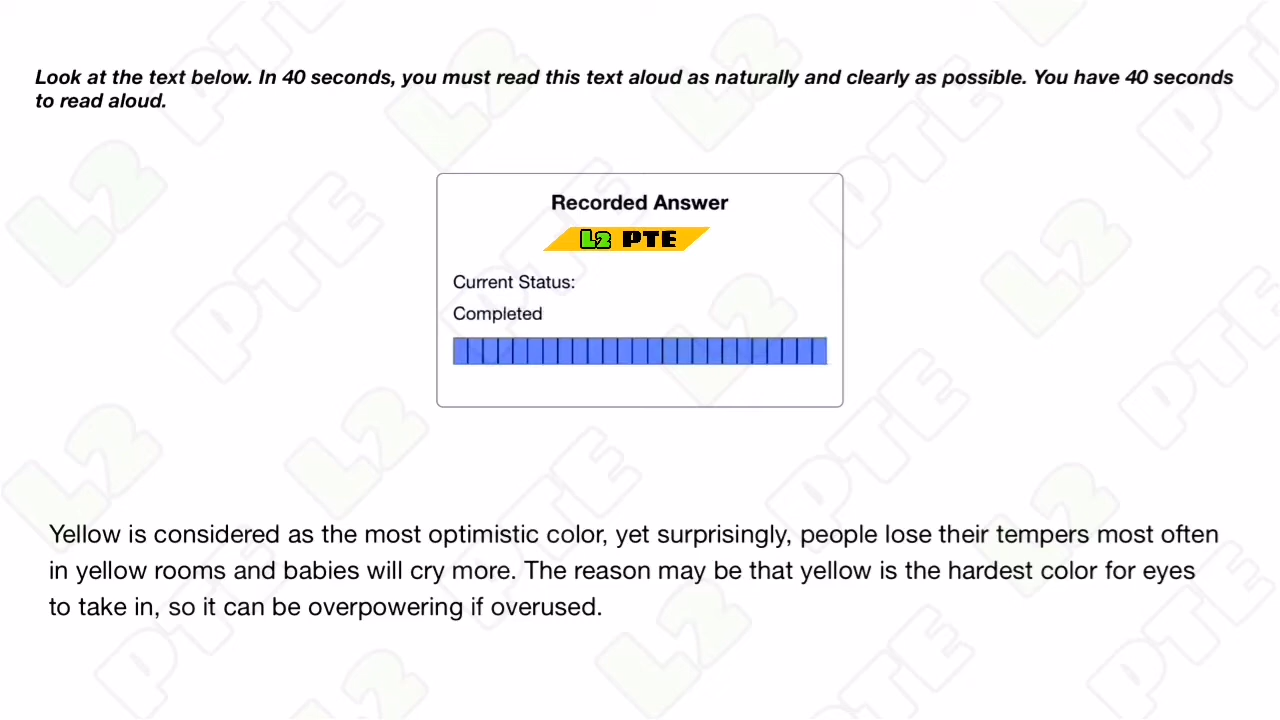 Look at the text below. In 40 seconds, you must read this text aloud as naturally and clearly as possible. You have 40 seconds
to read aloud.
Recorded Answer
L2 PTE
Current Status:
Completed
Yellow is considered as the most optimistic color, yet surprisingly, people lose their tempers most often
in yellow rooms and babies will cry more. The reason may be that yellow is the hardest color for eyes
to take in, so it can be overpowering if overused.